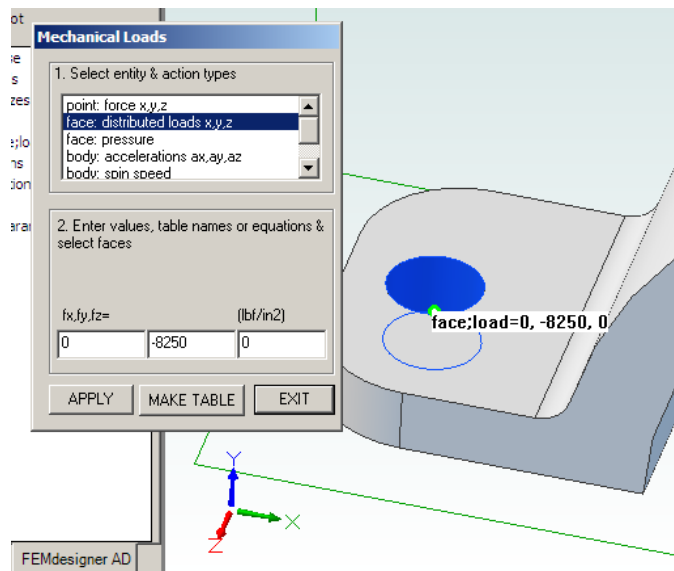 ot
Mechanical Loads
se
s
zes
;lo
ns
tion
arar
1. Select entity & action types
point: force x,y,z
face: distributed loads x,y,z
face: pressure
body: accelerations ax,ay,az
body: spin speed
2. Enter values, table names or equations &
select faces
fx,fy,fz= (lbf/in2)
0 -8250 0
APPLY MAKE TABLE EXIT
face;load=0, -8250, 0
Y
X
Z
FEMdesigner AD